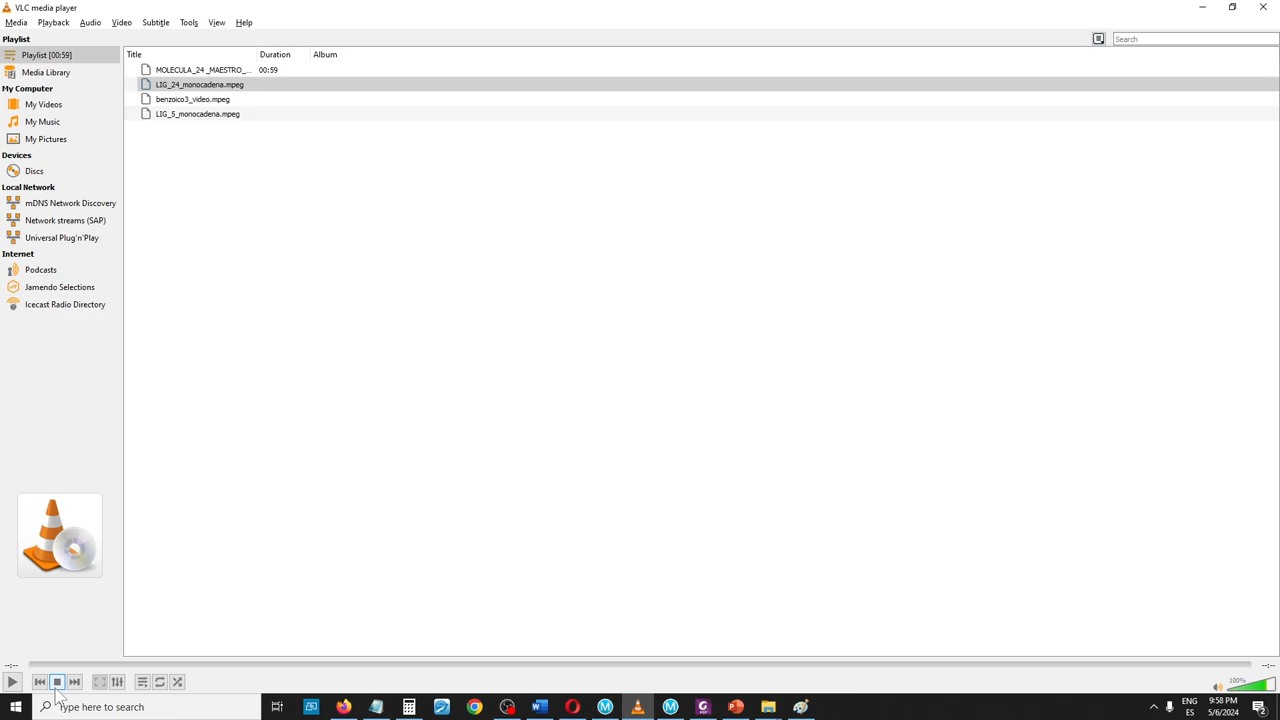 VLC media player
Media Playback Audio Video Subtitle Tools View Help
Playlist
Search
Playlist [00:59]
Media Library
My Computer
My Videos
My Music
My Pictures
Devices
Discs
Local Network
mDNS Network Discovery
Network streams (SAP)
Universal Plug'n'Play
Internet
Podcasts
Jamendo Selections
Icecast Radio Directory
Title Duration Album
MOLECULA_24 _MAESTRO_... 00:59
LIG_24_monocadena.mpeg
benzoico3_video.mpeg
LIG_5_monocadena.mpeg
--:-- --:--
100%
Type here to search
ENG
ES
9:58 PM
5/6/2024
2